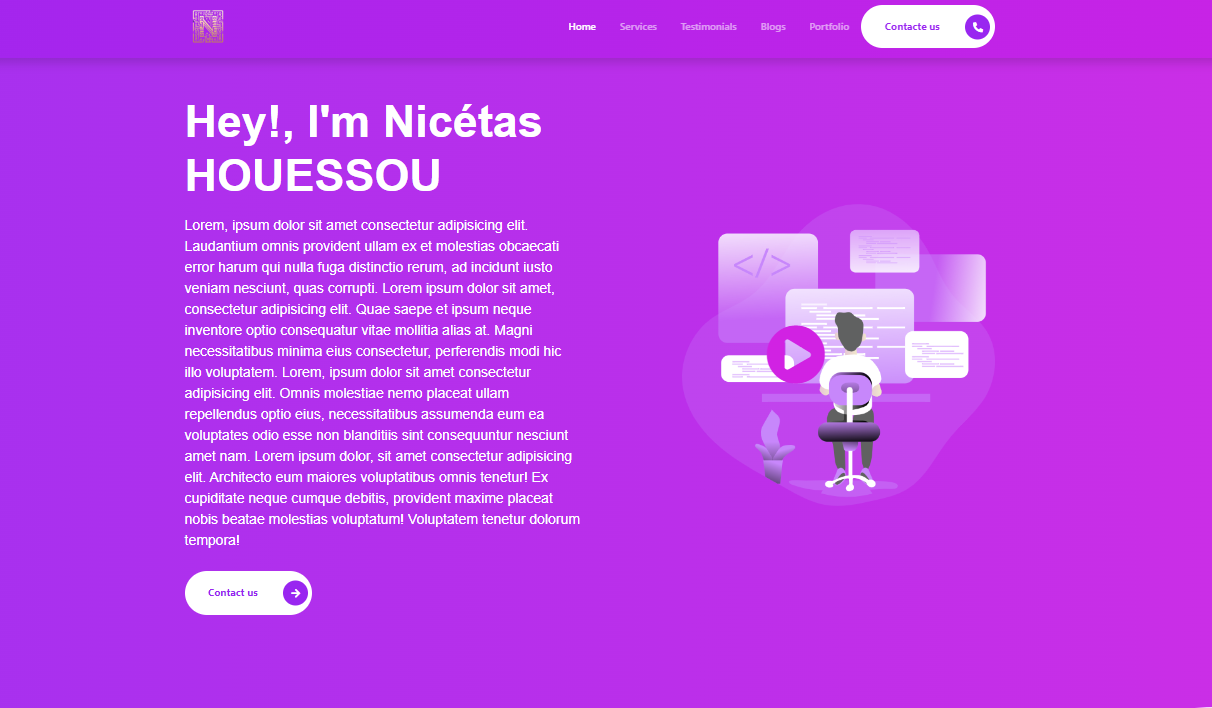 Home Services Testimonials Blogs Portfolio Contacte us
Hey!, I'm Nicétas
HOUESSOU
Lorem, ipsum dolor sit amet consectetur adipisicing elit.
Laudantium omnis provident ullam ex et molestias obcaecati
error harum qui nulla fuga distinctio rerum, ad incidunt iusto
veniam nesciunt, quas corrupti. Lorem ipsum dolor sit amet,
consectetur adipisicing elit. Quae saepe et ipsum neque
inventore optio consequatur vitae mollitia alias at. Magni
necessitatibus minima eius consectetur, perferendis modi hic
illo voluptatem. Lorem, ipsum dolor sit amet consectetur
adipisicing elit. Omnis molestiae nemo placeat ullam
repellendus optio eius, necessitatibus assumenda eum ea
voluptates odio esse non blanditiis sint consequuntur nesciunt
amet nam. Lorem ipsum dolor, sit amet consectetur adipisicing
elit. Architecto eum maiores voluptatibus omnis tenetur! Ex
cupiditate neque cumque debitis, provident maxime placeat
nobis beatae molestias voluptatum! Voluptatem tenetur dolorum
tempora!
</>
Contact us